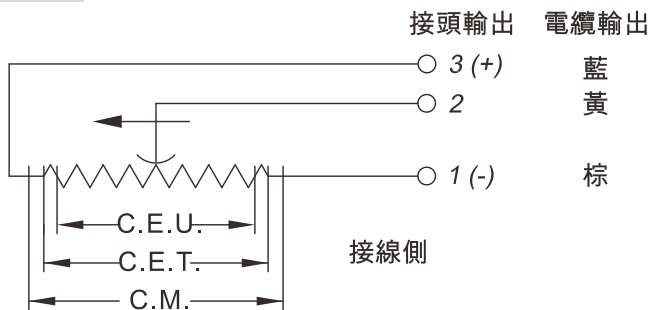 接頭輸出 電纜輸出
3 (+) 藍
2 黃
1 (-) 棕
C.E.U.
接線側
C.E.T.
C.M.